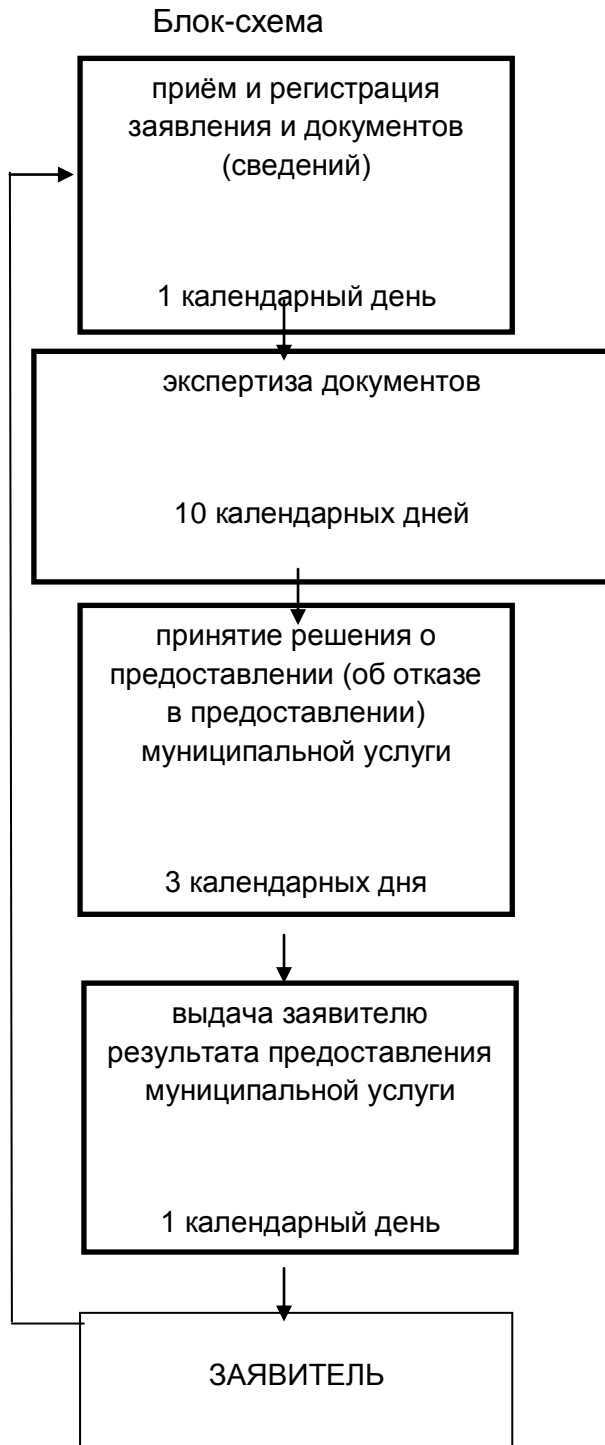 Блок-схема
приём и регистрация
заявления и документов
(сведений)
1 календарный день
экспертиза документов
10 календарных дней
принятие решения о
предоставлении (об отказе
в предоставлении)
муниципальной услуги
3 календарных дня
выдача заявителю
результата предоставления
муниципальной услуги
1 календарный день
ЗАЯВИТЕЛЬ